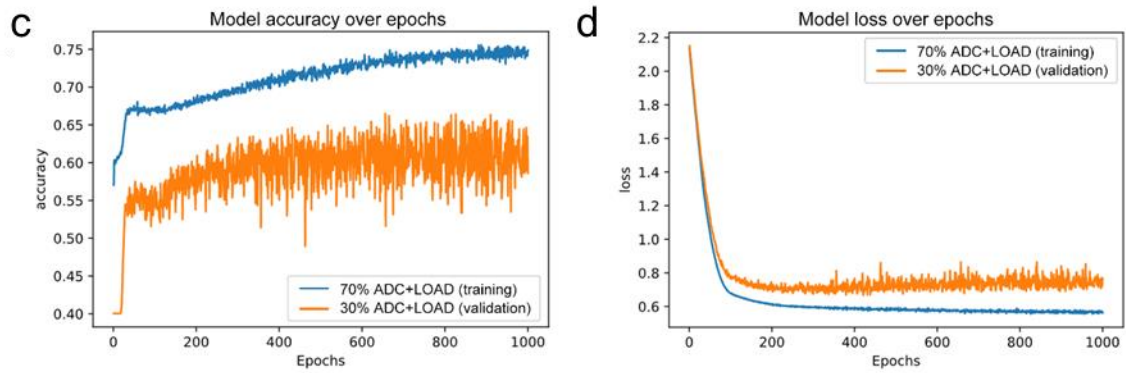 c
Model accuracy over epochs
0.75
0.70
0.65
0.60
0.55
0.50
0.45
0.40
accuracy
70% ADC+LOAD (training)
30% ADC+LOAD (validation)
0
200
400
600
800
1000
Epochs
d
Model loss over epochs
2.2
2.0
1.8
1.6
1.4
1.2
1.0
0.8
0.6
loss
70% ADC+LOAD (training)
30% ADC+LOAD (validation)
0
200
400
600
800
1000
Epochs